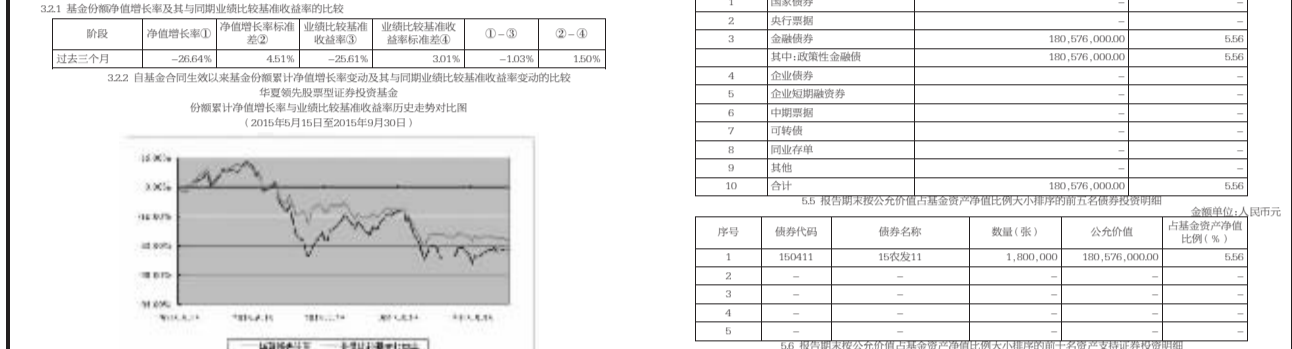 3.2.1 基金份额净值增长率及其与同期业绩比较基准收益率的比较
阶段 净值增长率① 净值增长率标准差② 业绩比较基准收益率③ 业绩比较基准收益率标准差④ ①-③ ②-④
过去三个月 -26.64% 4.51% -25.61% 3.01% -1.03% 1.50%
3.2.2 自基金合同生效以来基金份额累计净值增长率变动及其与同期业绩比较基准收益率变动的比较
华夏领先股票型证券投资基金
份额累计净值增长率与业绩比较基准收益率历史走势对比图
(2015年5月15日至2015年9月30日)
1 国家债券 - -
2 央行票据 - -
3 金融债券 180,576,000.00 5.56
其中:政策性金融债 180,576,000.00 5.56
4 企业债券 - -
5 企业短期融资券 - -
6 中期票据 - -
7 可转债 - -
8 同业存单 - -
9 其他 - -
10 合计 180,576,000.00 5.56
5.5 报告期末按公允价值占基金资产净值比例大小排序的前五名债券投资明细
金额单位:人民币元
序号 债券代码 债券名称 数量(张) 公允价值 占基金资产净值比例(%)
1 150411 15农发11 1,800,000 180,576,000.00 5.56
2 - - - - -
3 - - - - -
4 - - - - -
5 - - - - -
5.6 报告期末按公允价值占基金资产净值比例大小排序的前十名资产支持证券投资明细